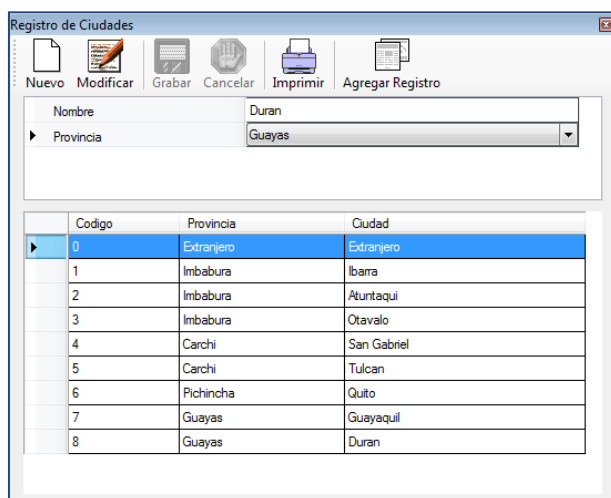 Registro de Ciudades
Nuevo Modificar Grabar Cancelar Imprimir Agregar Registro
Nombre Duran
Provincia Guayas
Codigo Provincia Ciudad
0 Extranjero Extranjero
1 Imbabura Ibarra
2 Imbabura Atuntaqui
3 Imbabura Otavalo
4 Carchi San Gabriel
5 Carchi Tulcan
6 Pichincha Quito
7 Guayas Guayaquil
8 Guayas Duran